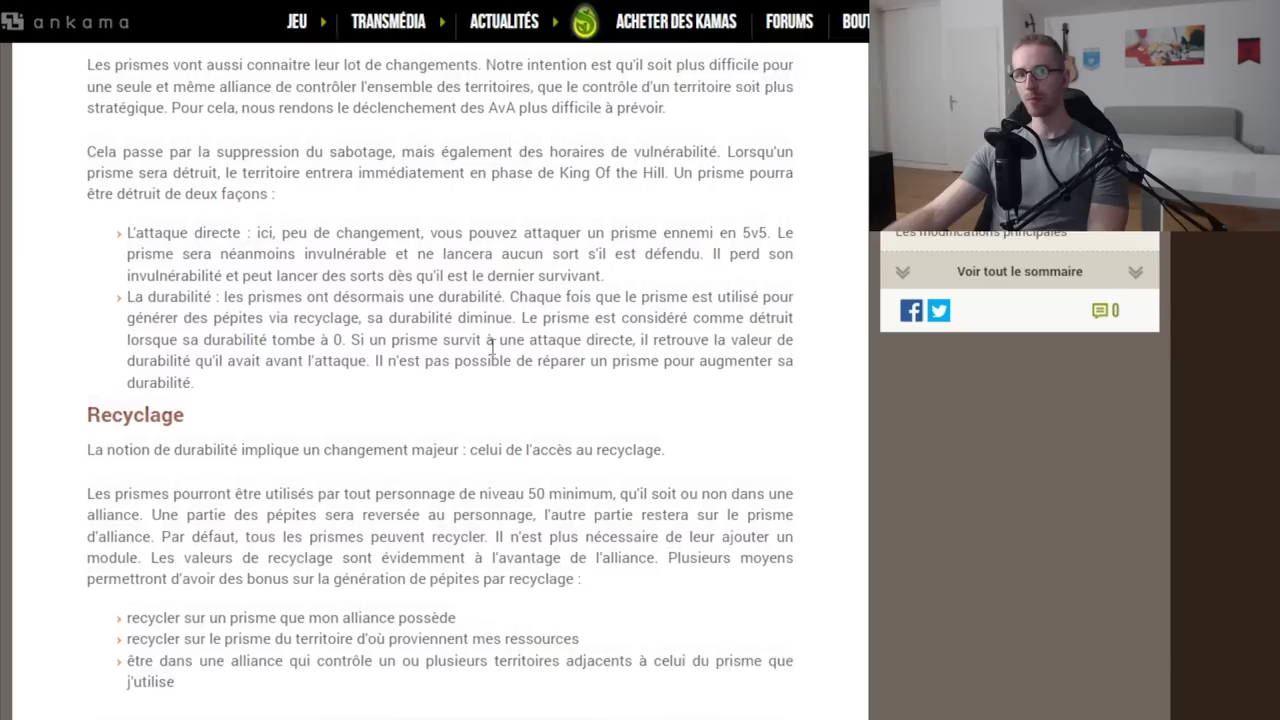 ankama
JEU
TRANSMÉDIA
ACTUALITÉS
ACHETER DES KAMAS
FORUMS
BOUT
Les prismes vont aussi connaitre leur lot de changements. Notre intention est qu'il soit plus difficile pour
une seule et même alliance de contrôler l'ensemble des territoires, que le contrôle d'un territoire soit plus
stratégique. Pour cela, nous rendons le déclenchement des AvA plus difficile à prévoir.
Cela passe par la suppression du sabotage, mais également des horaires de vulnérabilité. Lorsqu'un
prisme sera détruit, le territoire entrera immédiatement en phase de King Of the Hill. Un prisme pourra
être détruit de deux façons :
L'attaque directe : ici, peu de changement, vous pouvez attaquer un prisme ennemi en 5v5. Le
prisme sera néanmoins invulnérable et ne lancera aucun sort s'il est défendu. Il perd son
invulnérabilité et peut lancer des sorts dès qu'il est le dernier survivant.
La durabilité : les prismes ont désormais une durabilité. Chaque fois que le prisme est utilisé pour
générer des pépites via recyclage, sa durabilité diminue. Le prisme est considéré comme détruit
lorsque sa durabilité tombe à 0. Si un prisme survit à une attaque directe, il retrouve la valeur de
durabilité qu'il avait avant l'attaque. Il n'est pas possible de réparer un prisme pour augmenter sa
durabilité.
Recyclage
La notion de durabilité implique un changement majeur : celui de l'accès au recyclage.
Les prismes pourront être utilisés par tout personnage de niveau 50 minimum, qu'il soit ou non dans une
alliance. Une partie des pépites sera reversée au personnage, l'autre partie restera sur le prisme
d'alliance. Par défaut, tous les prismes peuvent recycler. Il n'est plus nécessaire de leur ajouter un
module. Les valeurs de recyclage sont évidemment à l'avantage de l'alliance. Plusieurs moyens
permettront d'avoir des bonus sur la génération de pépites par recyclage :
recycler sur un prisme que mon alliance possède
recycler sur le prisme du territoire d'où proviennent mes ressources
être dans une alliance qui contrôle un ou plusieurs territoires adjacents à celui du prisme que
j'utilise
Les modifications principales
Voir tout le sommaire
0